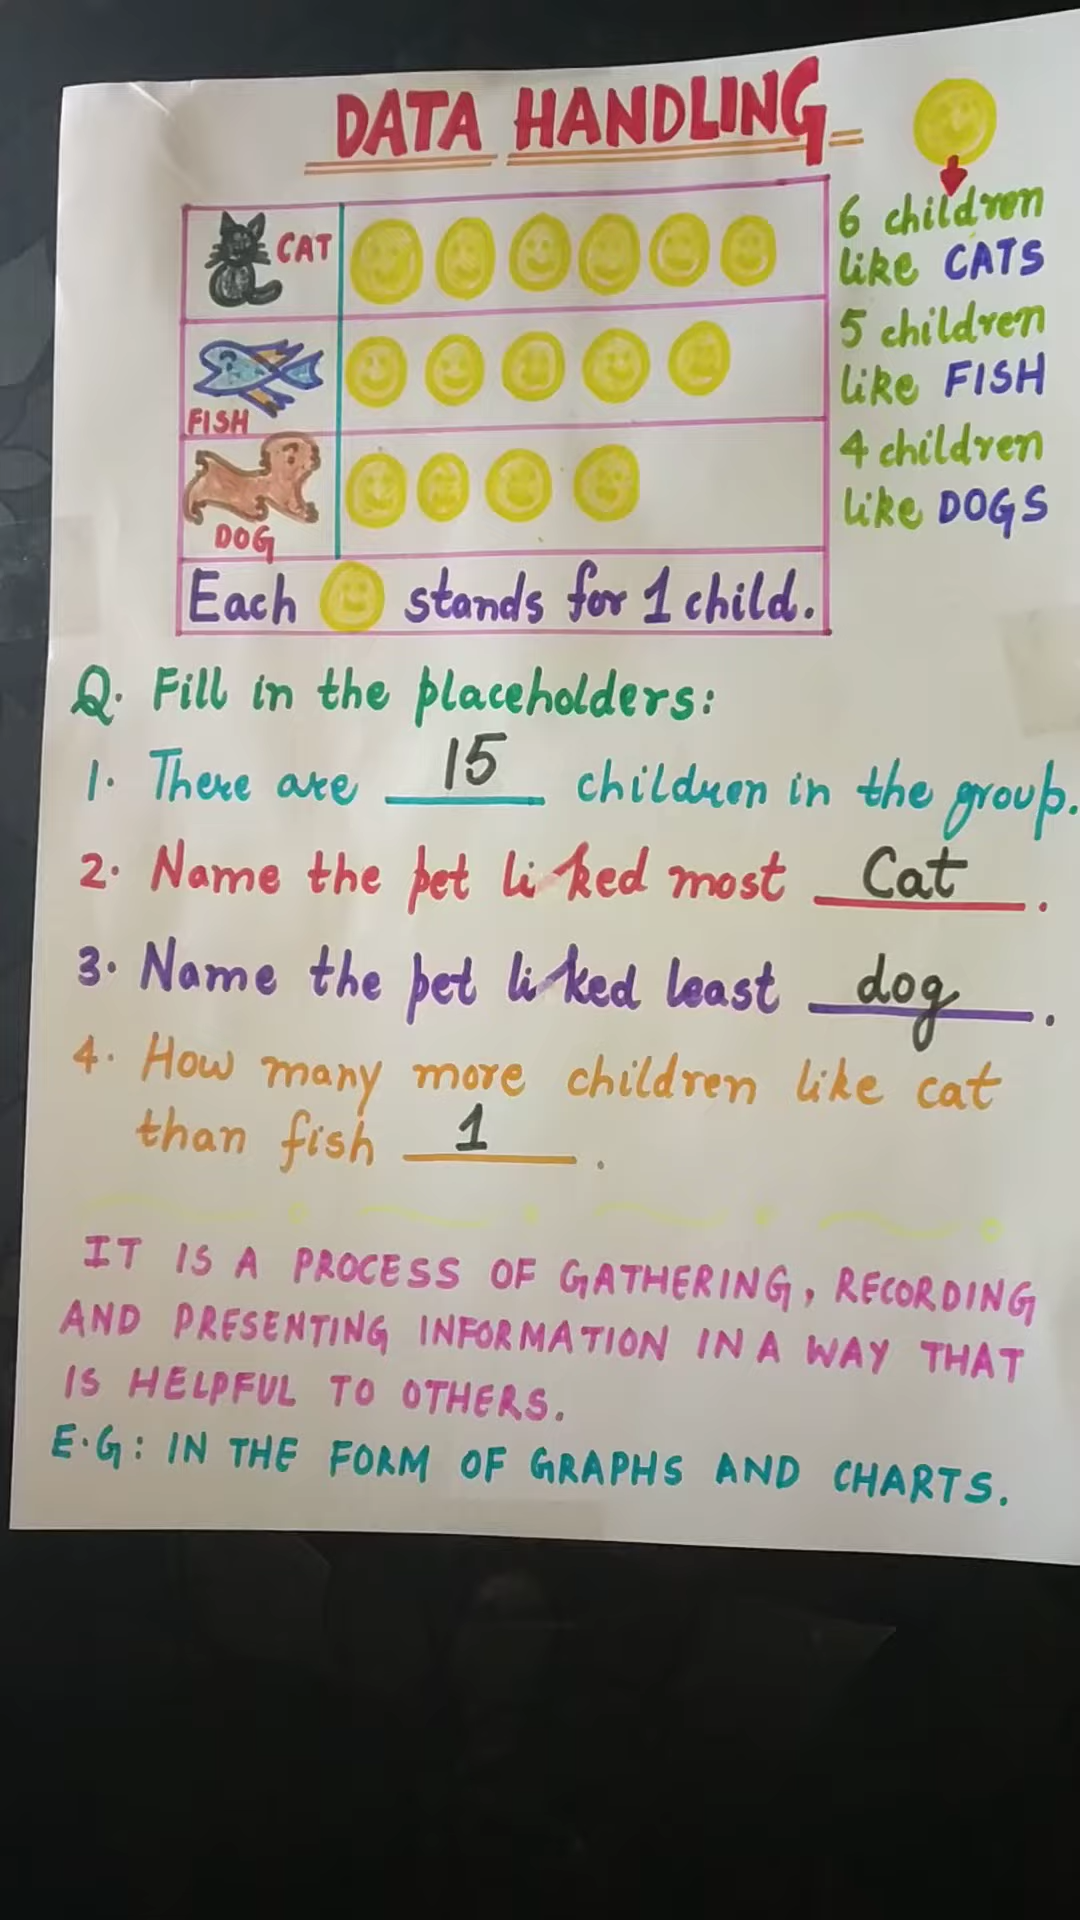 DATA HANDLING
CAT
FISH
DOG
Each stands for 1 child.
6 children
like CATS
5 children
like FISH
4 children
like DOGS
Q. Fill in the placeholders:
1. There are 15 children in the group.
2. Name the pet liked most Cat.
3. Name the pet liked least dog.
4. How many more children like cat
than fish 1.
IT IS A PROCESS OF GATHERING, RECORDING
AND PRESENTING INFORMATION IN A WAY THAT
IS HELPFUL TO OTHERS.
E.G: IN THE FORM OF GRAPHS AND CHARTS.